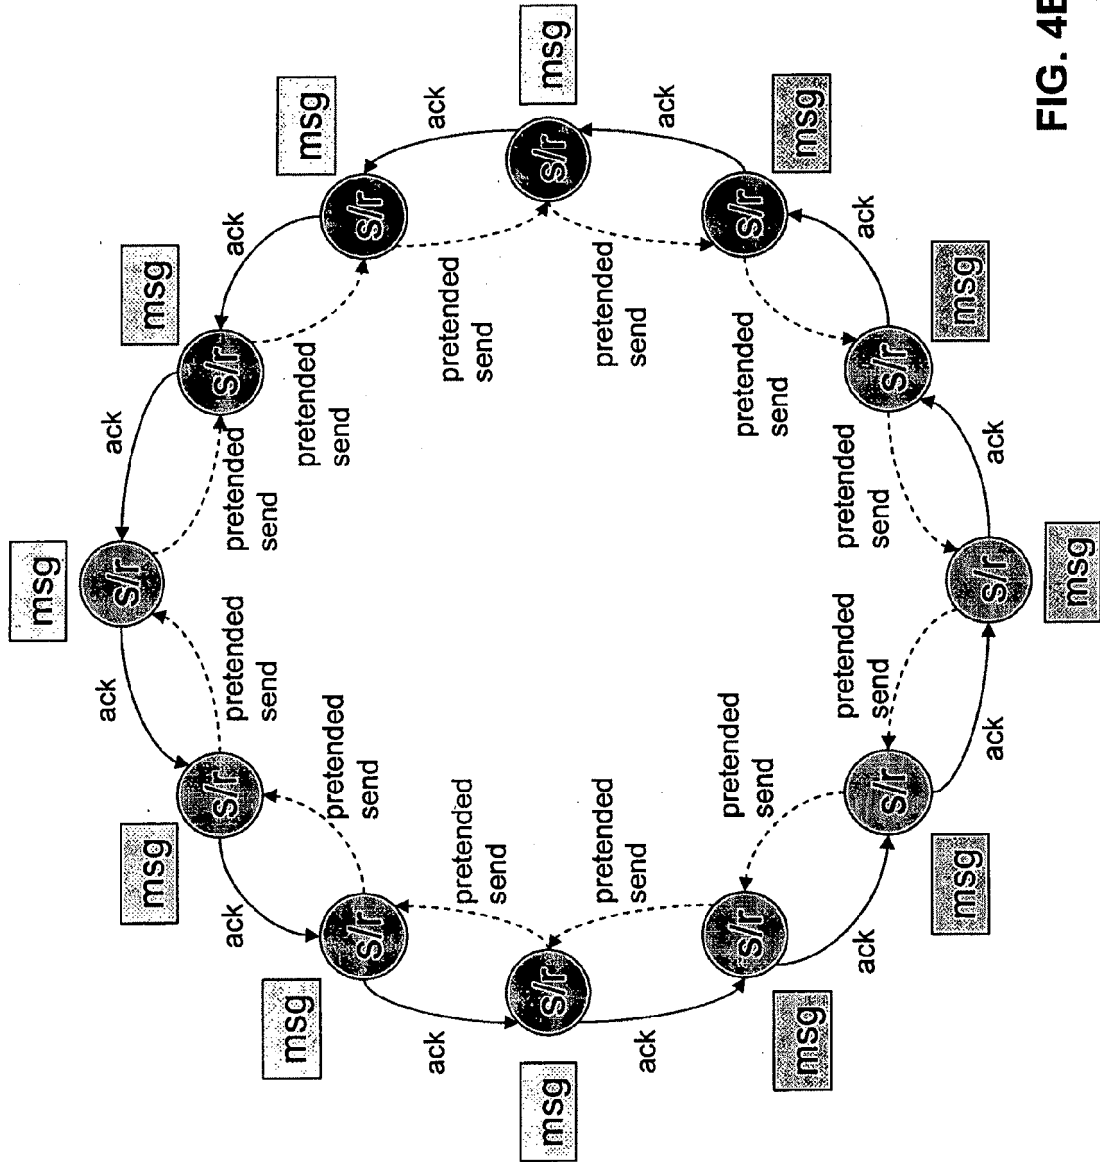 msg
ack
ack
s/r
msg
msg
s/r
s/r
ack
ack
pretended
send
pretended
send
msg
msg
pretended
send
pretended
send
s/r
s/r
ack
ack
pretended
send
pretended
send
msg
s/r
s/r
msg
pretended
send
pretended
send
ack
ack
s/r
s/r
pretended
send
pretended
send
msg
msg
pretended
send
pretended
send
ack
ack
s/r
s/r
msg
msg
s/r
ack
ack
msg
FIG. 4B